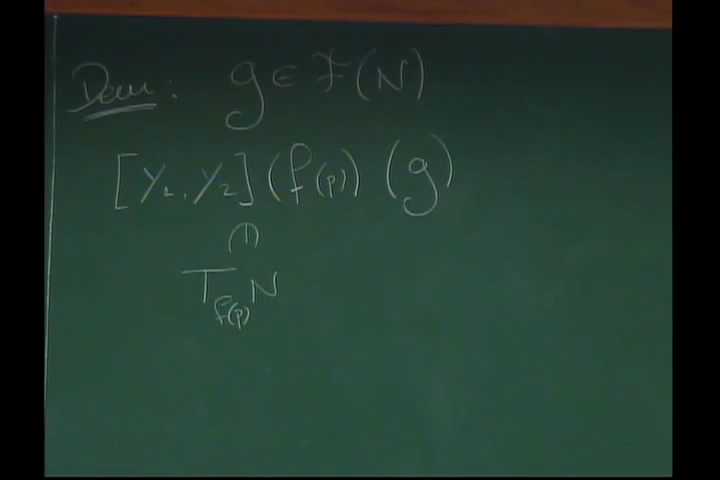 Dem: g ∈ F(N)
[Y₁, Y₂](f(p))(g)
∩
T_{f(p)}N